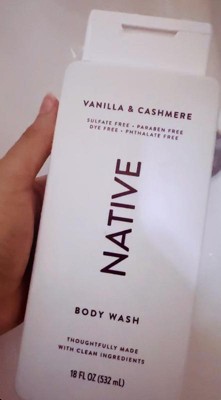 VANILLA & CASHMERE
SULFATE FREE • PARABEN FREE
DYE FREE • PHTHALATE FREE
NATIVE
BODY WASH
THOUGHTFULLY MADE
WITH CLEAN INGREDIENTS
18 FL OZ (532 mL)